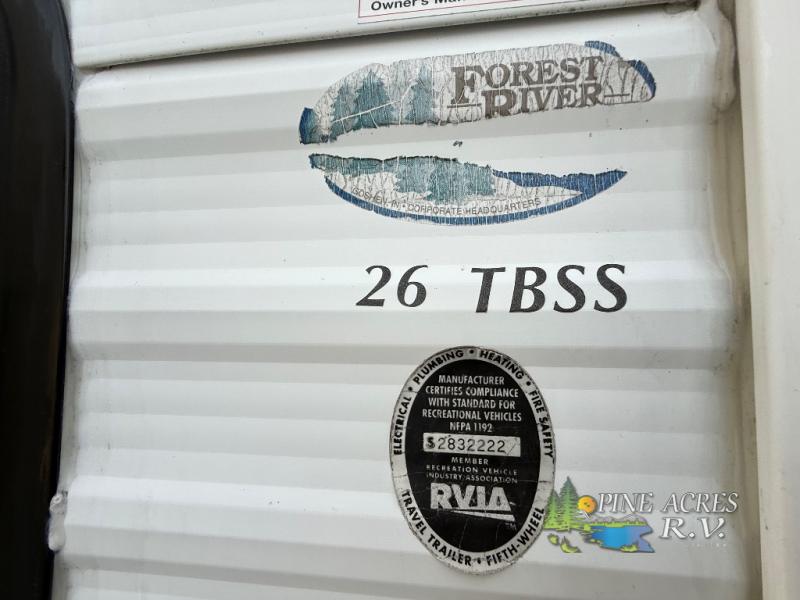 Owner's
FOREST
RIVER
GOSHEN, IN • CORPORATE HEADQUARTERS
26 TBSS
ELECTRICAL • PLUMBING • HEATING • FIRE SAFETY
MANUFACTURER
CERTIFIES COMPLIANCE
WITH STANDARD FOR
RECREATIONAL VEHICLES
NFPA 1192
S2832222
MEMBER
RECREATION VEHICLE
INDUSTRY ASSOCIATION
RVIA
TM
TRAVEL TRAILER • FIFTH-WHEEL
PINE ACRES
R.V.